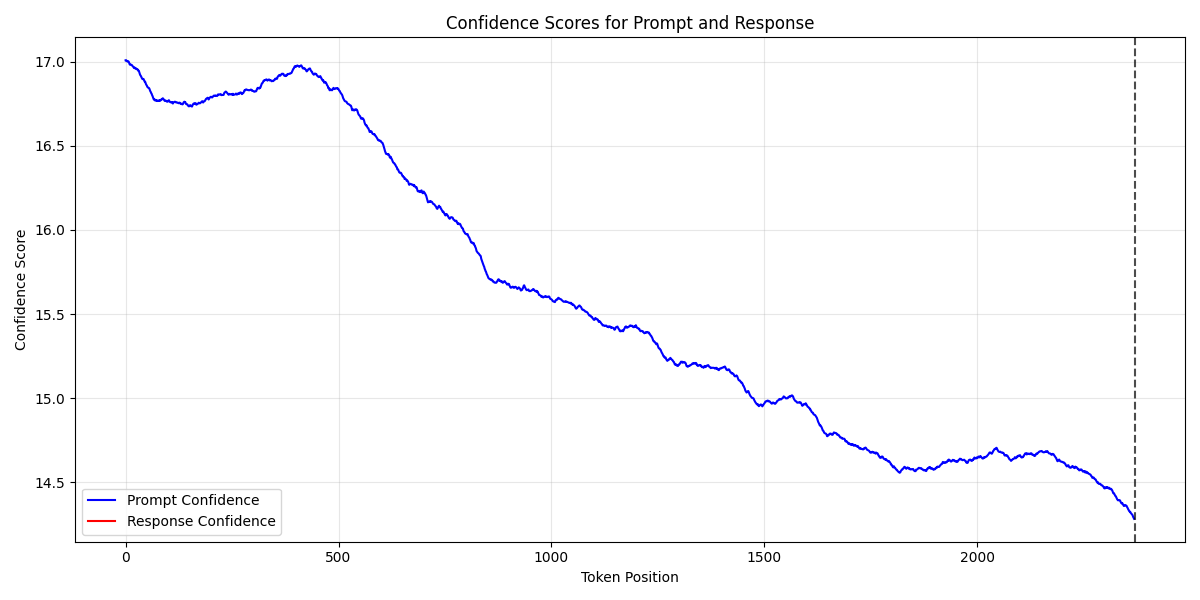 Confidence Scores for Prompt and Response
17.0
16.5
16.0
15.5
15.0
14.5
Confidence Score
Prompt Confidence
Response Confidence
0
500
1000
1500
2000
Token Position